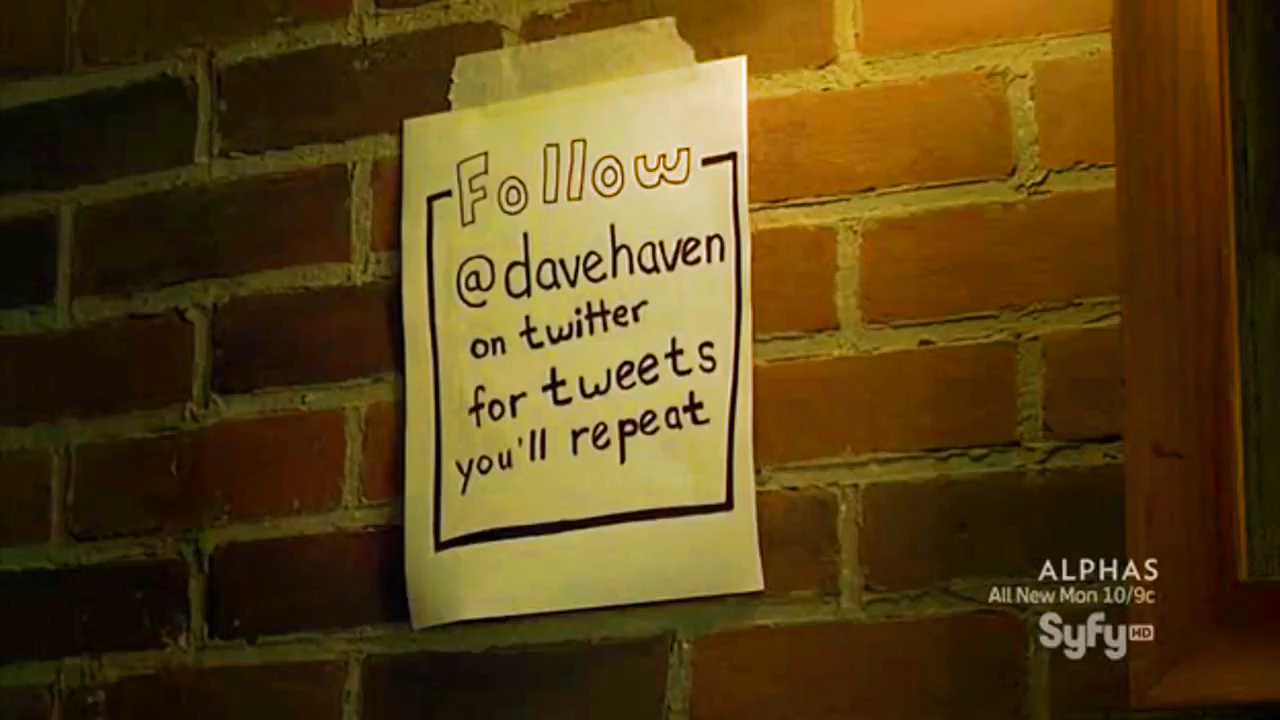 Follow
@davehaven
on twitter
for tweets
you'll repeat
ALPHAS
All New Mon 10/9c
Syfy HD